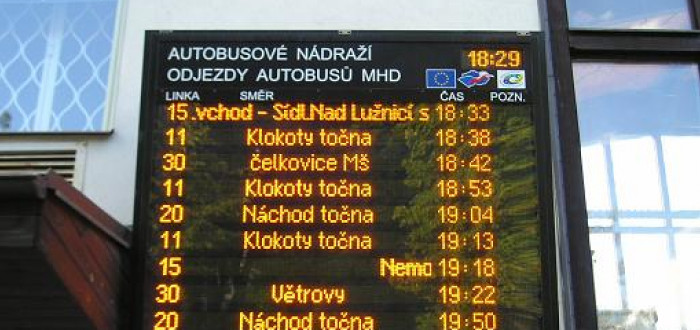 AUTOBUSOVÉ NÁDRAŽÍ 18:29
ODJEZDY AUTOBUSŮ MHD
LINKA SMĚR ČAS POZN.
15 .vchod - Sídl.Nad Lužnicí s 18:33
11 Klokoty točna 18:38
30 čelkovice Mš 18:42
11 Klokoty točna 18:53
20 Náchod točna 19:04
11 Klokoty točna 19:13
15 Nemo 19:18
30 Větrovy 19:22
20 Náchod točna 19:50